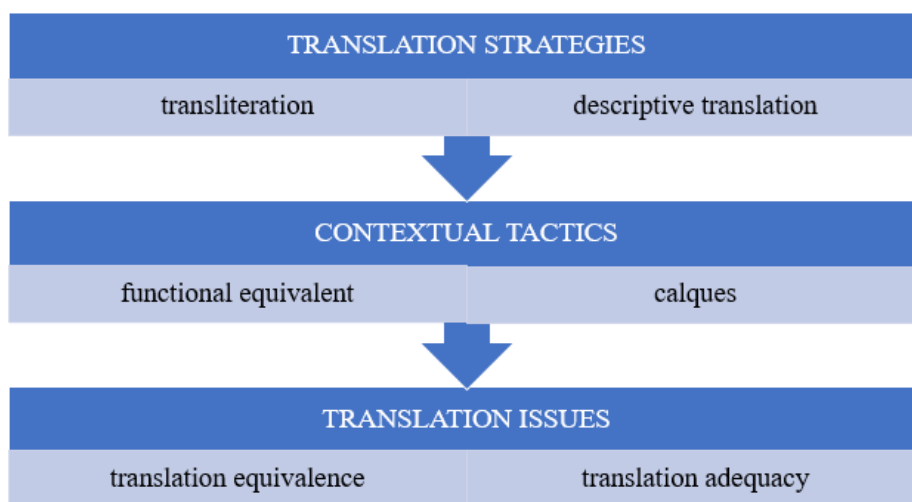 TRANSLATION STRATEGIES
transliteration descriptive translation
CONTEXTUAL TACTICS
functional equivalent calques
TRANSLATION ISSUES
translation equivalence translation adequacy